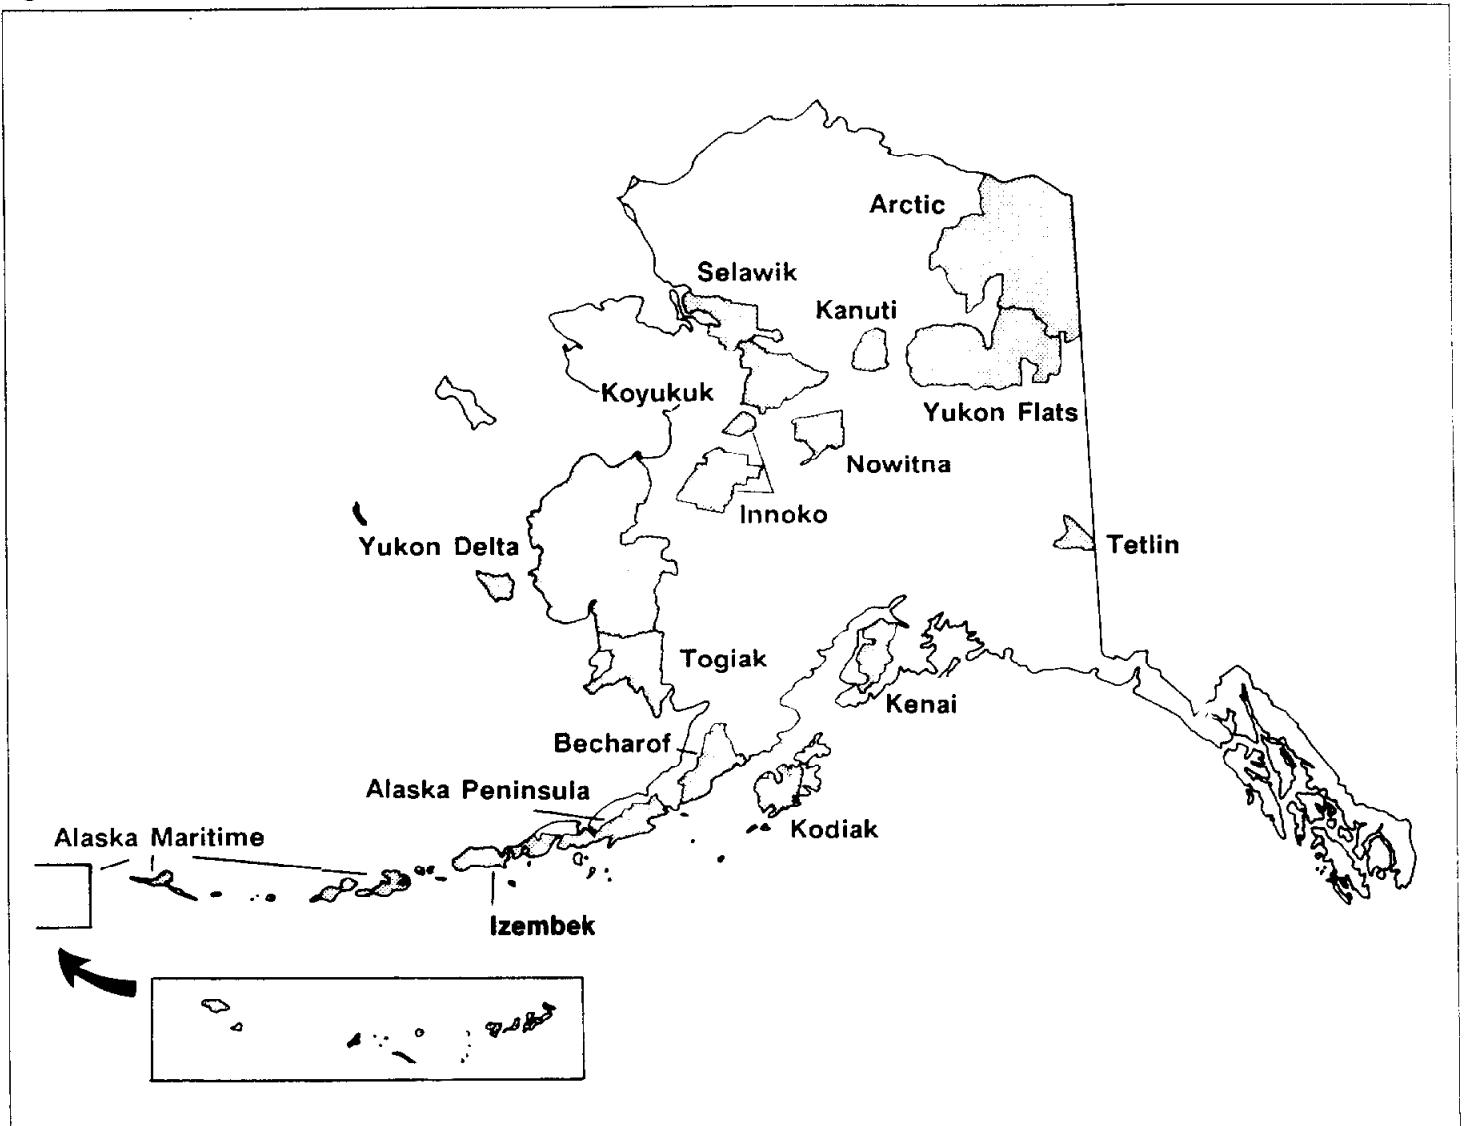 Arctic
Selawik
Kanuti
Koyukuk
Yukon Flats
Nowitna
Innoko
Yukon Delta
Tetlin
Togiak
Kenai
Becharof
Alaska Peninsula
Kodiak
Alaska Maritime
Izembek